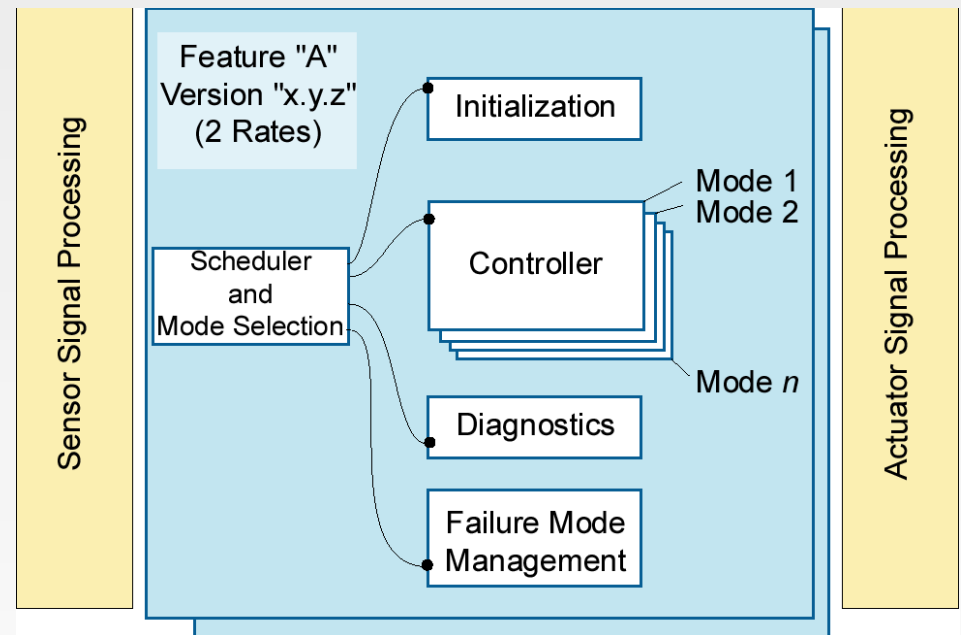 Sensor Signal Processing
Feature "A"
Version "x.y.z"
(2 Rates)
Initialization
Mode 1
Mode 2
Controller
Scheduler
and
Mode Selection
Mode n
Diagnostics
Failure Mode
Management
Actuator Signal Processing